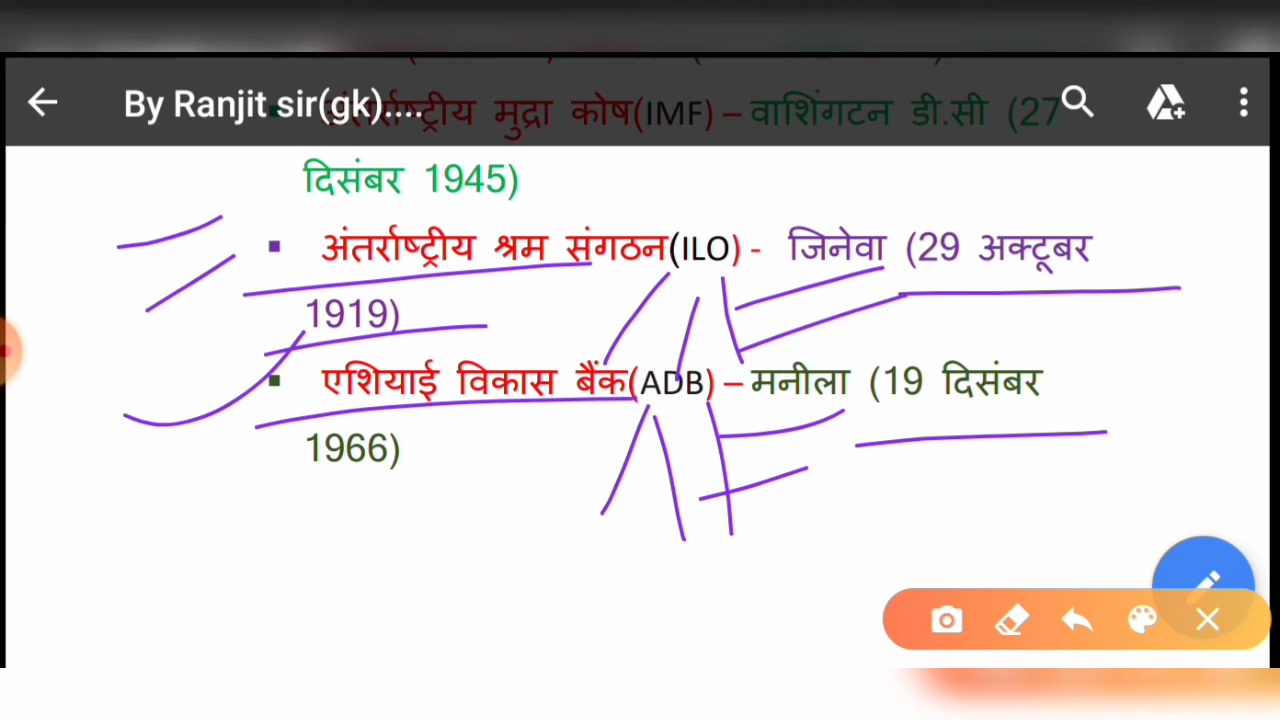 By Ranjit sir(gk)....
अंतर्राष्ट्रीय मुद्रा कोष(IMF) – वाशिंगटन डी.सी (27
दिसंबर 1945)
▪ अंतर्राष्ट्रीय श्रम संगठन(ILO) - जिनेवा (29 अक्टूबर
1919)
▪ एशियाई विकास बैंक(ADB) – मनीला (19 दिसंबर
1966)